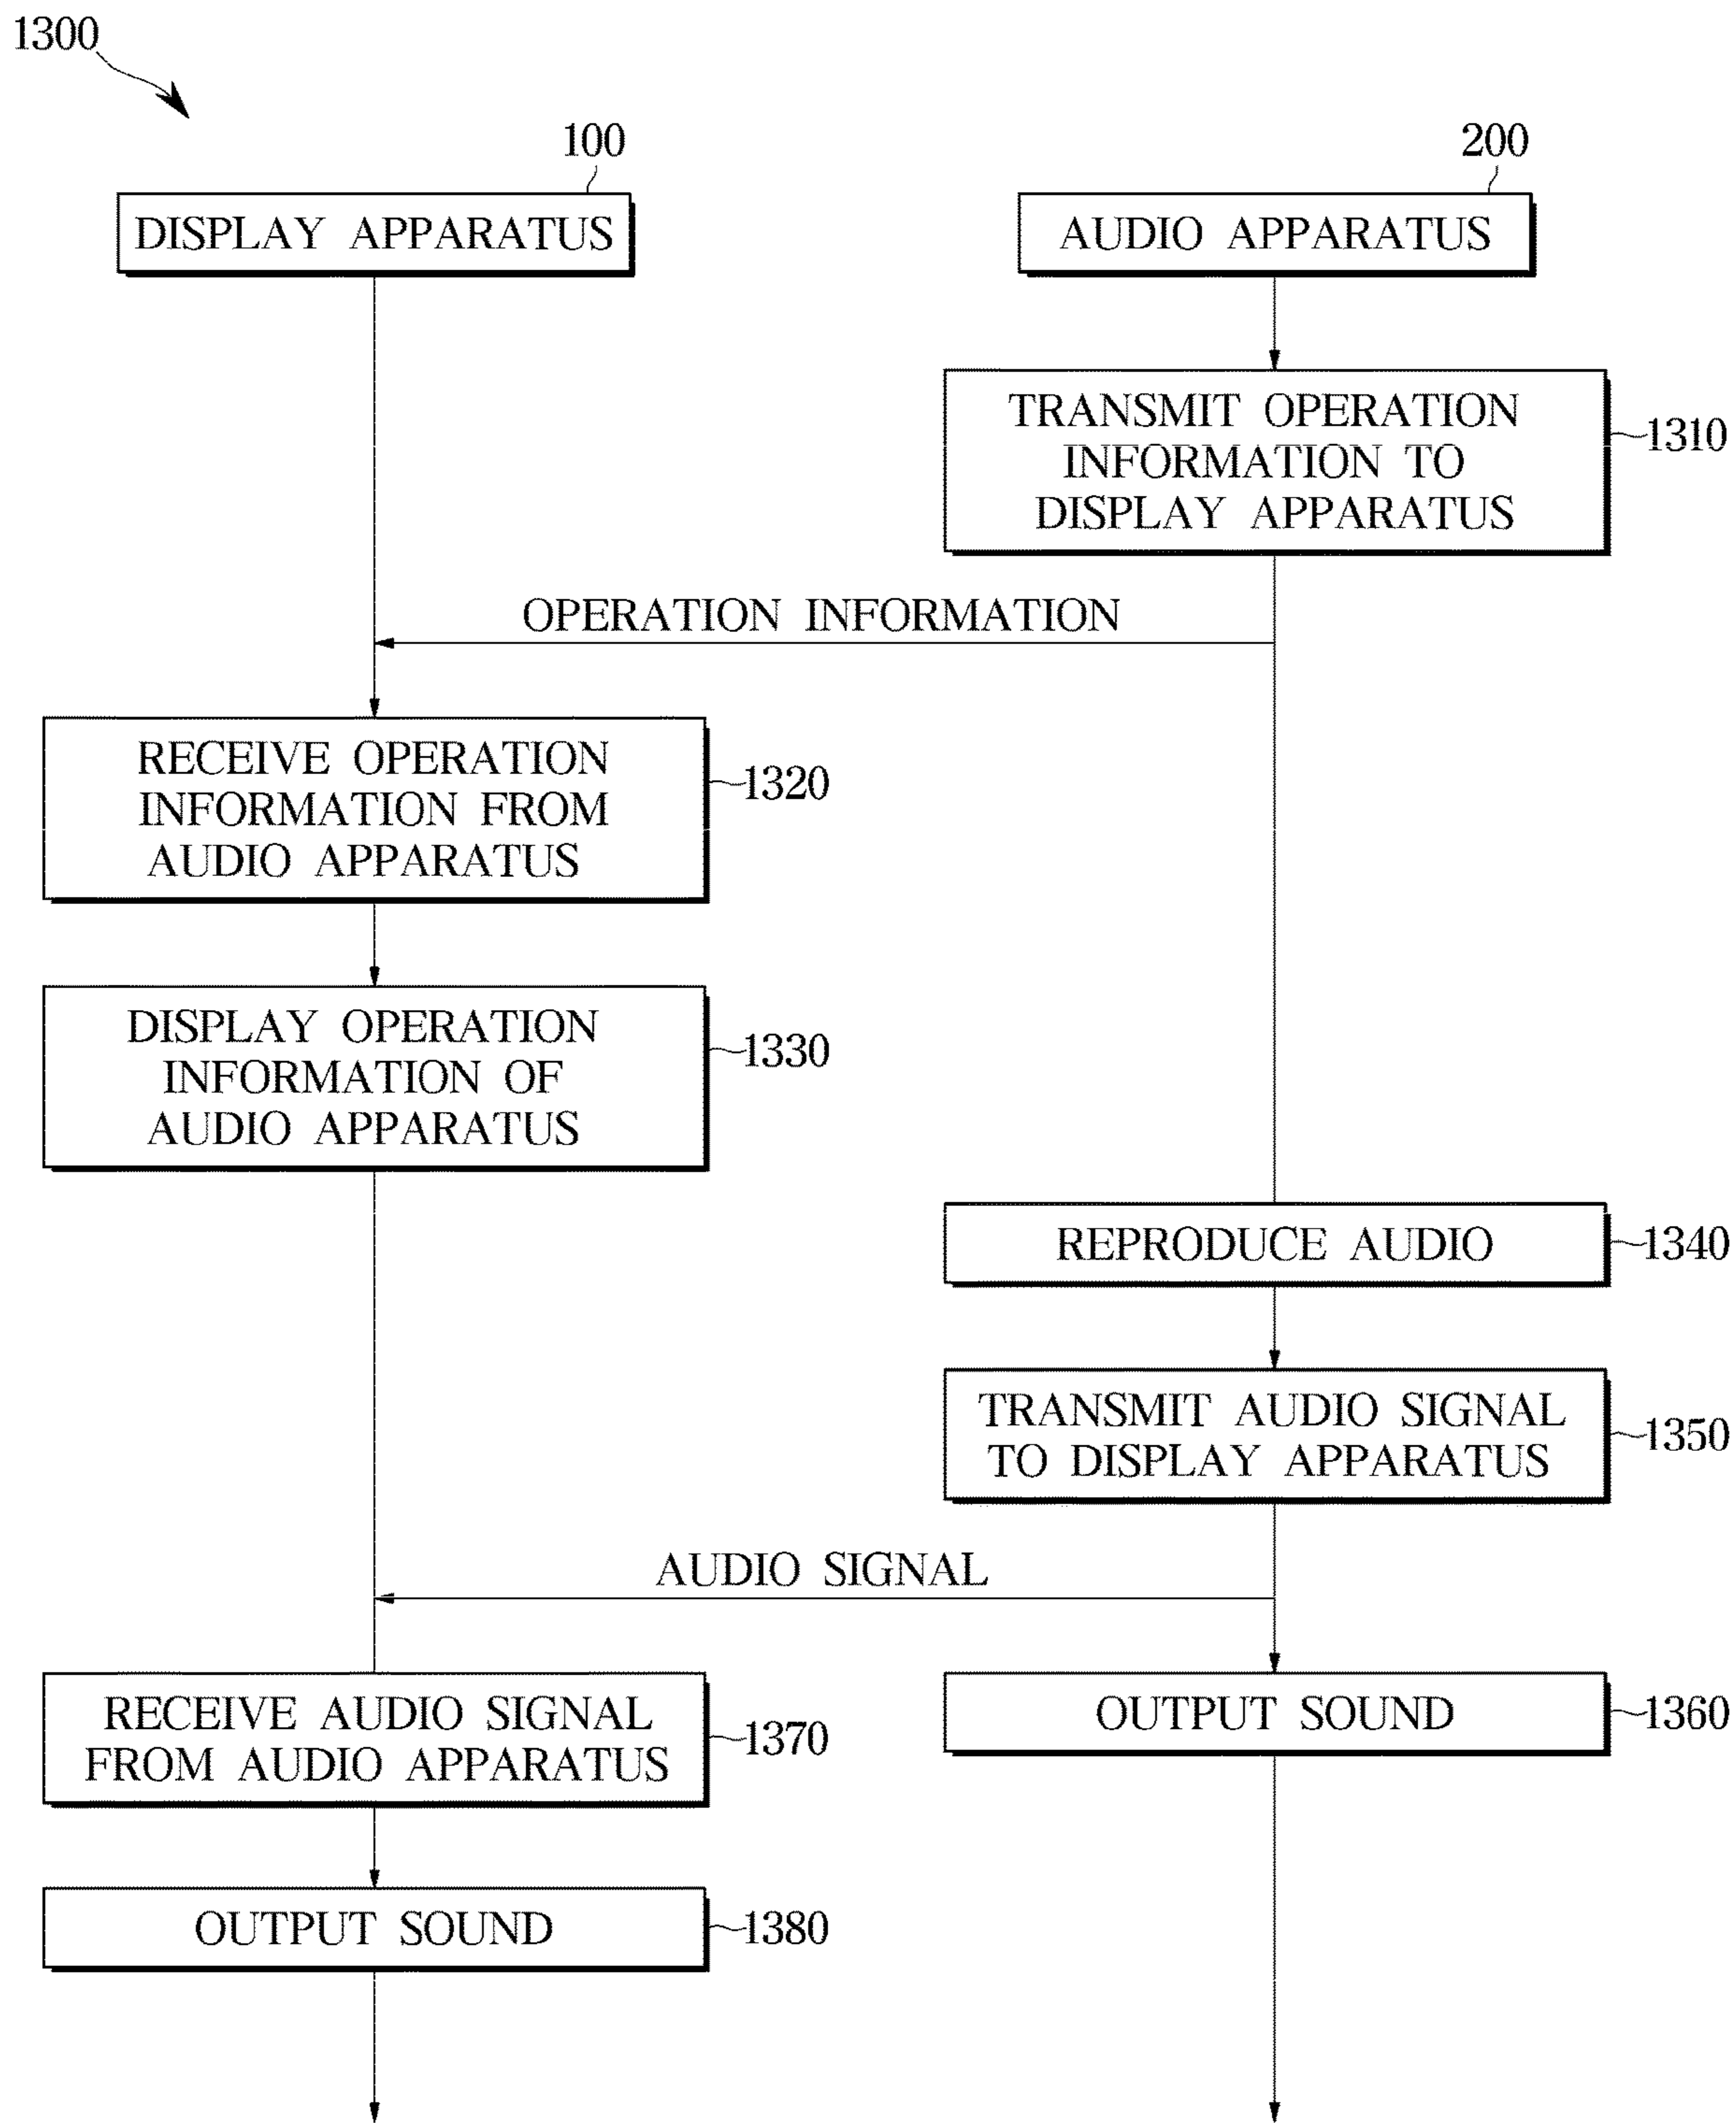 1300
100
200
DISPLAY APPARATUS
AUDIO APPARATUS
TRANSMIT OPERATION
INFORMATION TO
DISPLAY APPARATUS
1310
OPERATION INFORMATION
RECEIVE OPERATION
INFORMATION FROM
AUDIO APPARATUS
1320
DISPLAY OPERATION
INFORMATION OF
AUDIO APPARATUS
1330
REPRODUCE AUDIO
1340
TRANSMIT AUDIO SIGNAL
TO DISPLAY APPARATUS
1350
AUDIO SIGNAL
RECEIVE AUDIO SIGNAL
FROM AUDIO APPARATUS
1370
OUTPUT SOUND
1360
OUTPUT SOUND
1380